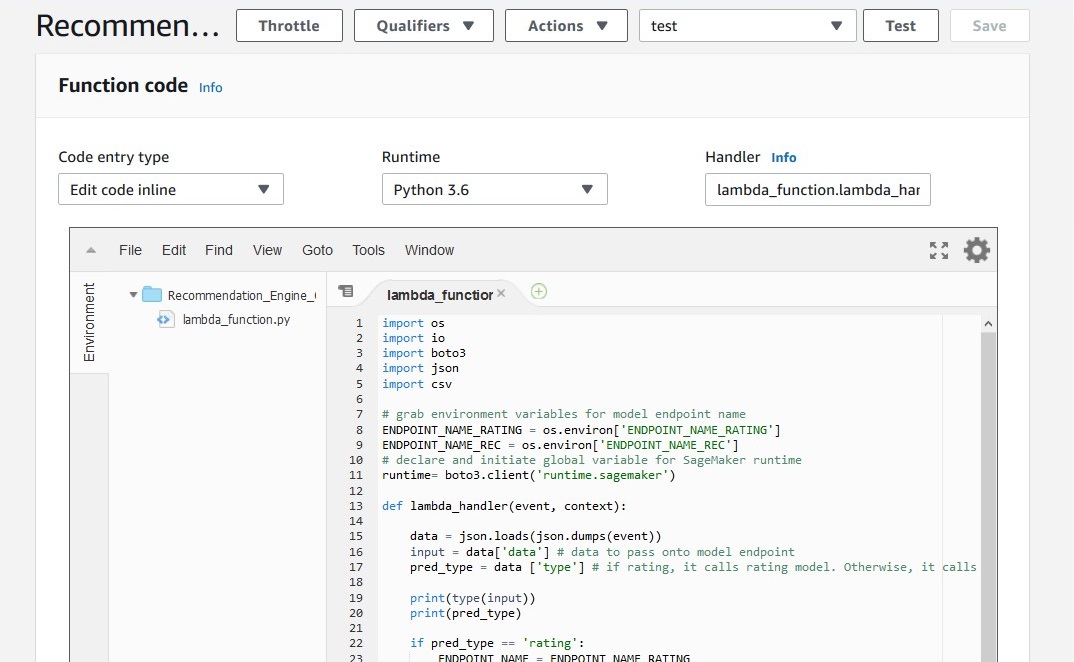 Recommen...
Throttle
Qualifiers
Actions
test
Test
Save
Function code Info
Code entry type
Edit code inline
Runtime
Python 3.6
Handler Info
lambda_function.lambda_har
File Edit Find View Goto Tools Window
Environment
Recommendation_Engine_
lambda_function.py
lambda_function
1 import os
2 import io
3 import boto3
4 import json
5 import csv
6
7 # grab environment variables for model endpoint name
8 ENDPOINT_NAME_RATING = os.environ['ENDPOINT_NAME_RATING']
9 ENDPOINT_NAME_REC = os.environ['ENDPOINT_NAME_REC']
10 # declare and initiate global variable for SageMaker runtime
11 runtime= boto3.client('runtime.sagemaker')
12
13 def lambda_handler(event, context):
14
15 data = json.loads(json.dumps(event))
16 input = data['data'] # data to pass onto model endpoint
17 pred_type = data ['type'] # if rating, it calls rating model. Otherwise, it calls
18
19 print(type(input))
20 print(pred_type)
21
22 if pred_type == 'rating':
23 ENDPOINT_NAME = ENDPOINT_NAME_RATING